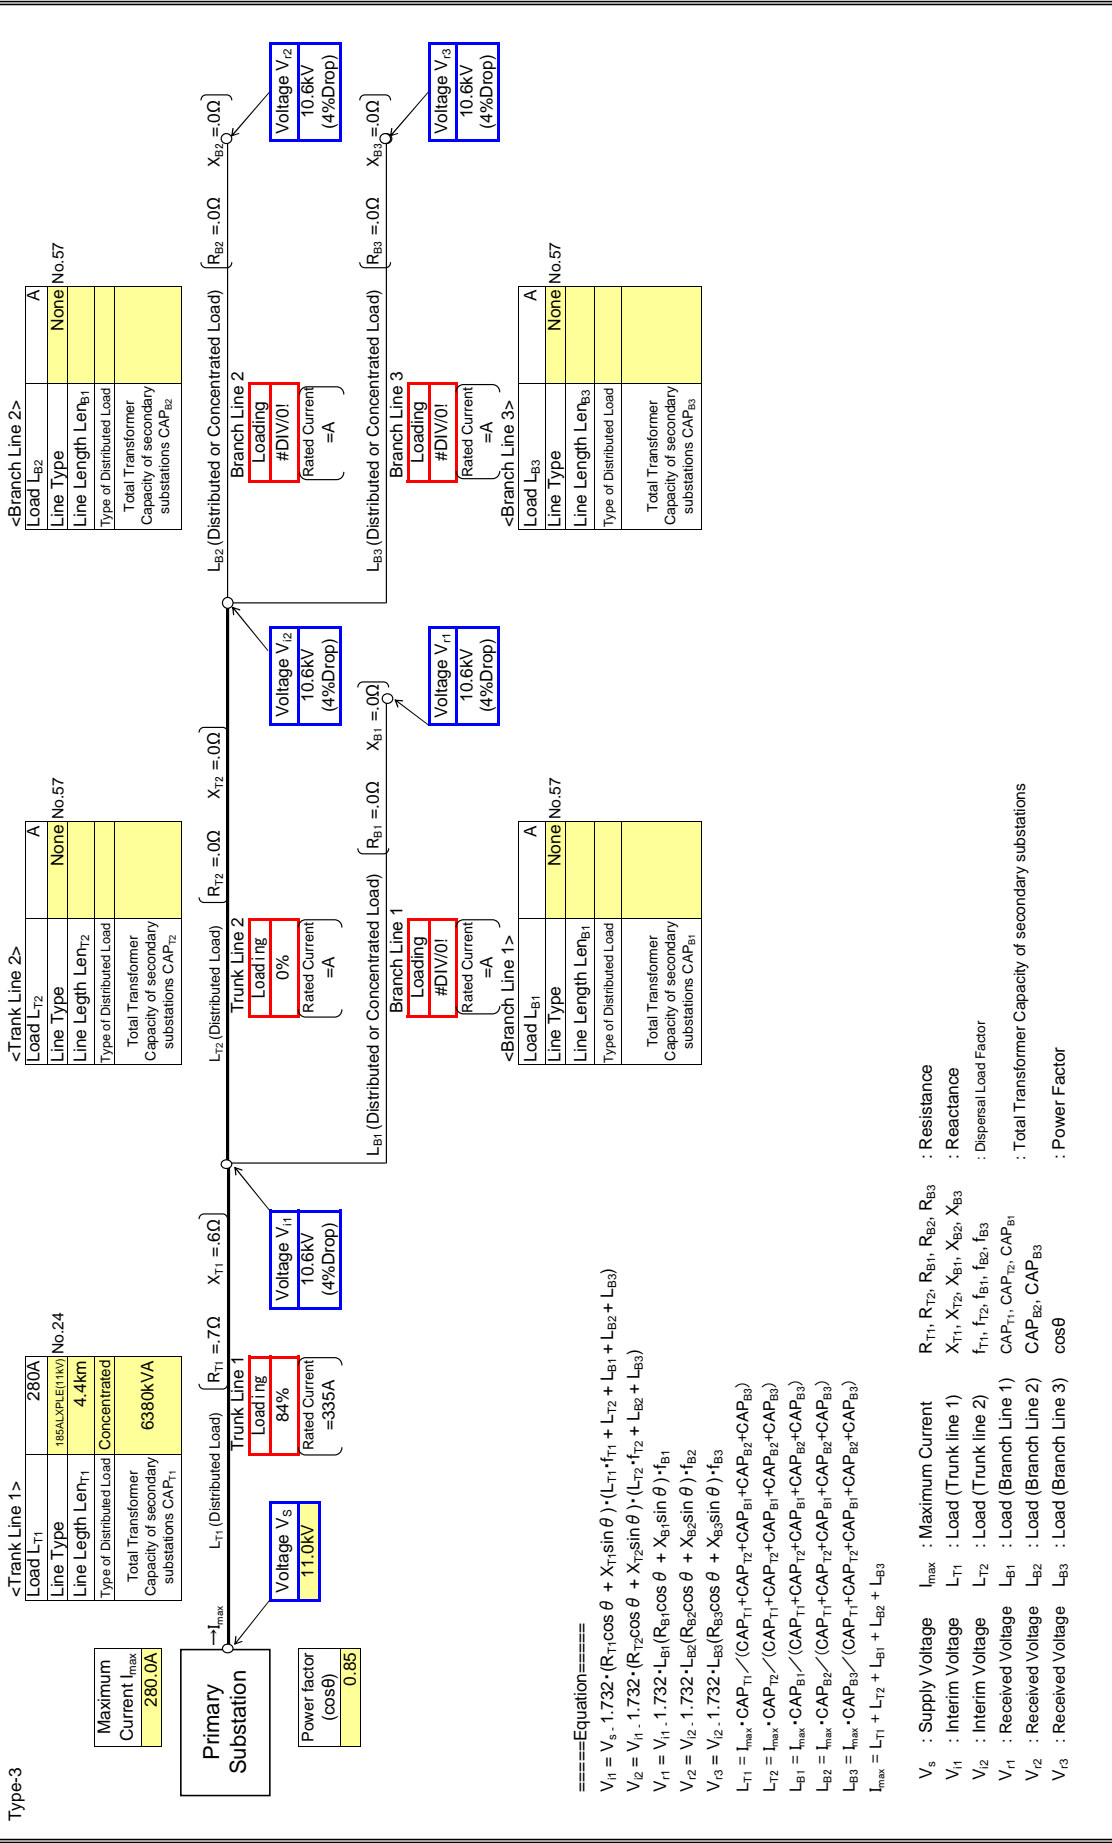 Type-3
Maximum
Current Imax
280.0A
Primary
Substation
Power factor
(cosθ)
0.85
→Imax
Voltage VS
11.0kV
<Trank Line 1>
Load LT1 280A
Line Type 185ALXPLE(11kV) No.24
Line Legth LenT1 4.4km
Type of Distributed Load Concentrated
Total Transformer
Capacity of secondary
substations CAPT1
6380kVA
LT1 (Distributed Load)
RT1 =.7Ω XT1 =.6Ω
Trunk Line 1
Loading
84%
Rated Current
=335A
Voltage Vi1
10.6kV
(4%Drop)
<Trank Line 2>
Load LT2 A
Line Type None No.57
Line Length LenT2
Type of Distributed Load
Total Transformer
Capacity of secondary
substations CAPT2
LT2 (Distributed Load)
RT2 =.0Ω XT2 =.0Ω
Trunk Line 2
Loading
0%
Rated Current
=A
Voltage Vi2
10.6kV
(4%Drop)
LB1 (Distributed or Concentrated Load)
RB1 =.0Ω XB1 =.0Ω
Branch Line 1
Loading
#DIV/0!
Rated Current
=A
Voltage Vr1
10.6kV
(4%Drop)
<Branch Line 1>
Load LB1 A
Line Type None No.57
Line Length LenB1
Type of Distributed Load
Total Transformer
Capacity of secondary
substations CAPB1
<Branch Line 2>
Load LB2 A
Line Type None No.57
Line Length LenB1
Type of Distributed Load
Total Transformer
Capacity of secondary
substations CAPB2
LB2 (Distributed or Concentrated Load)
RB2 =.0Ω XB2 =.0Ω
Branch Line 2
Loading
#DIV/0!
Rated Current
=A
Voltage Vr2
10.6kV
(4%Drop)
LB3 (Distributed or Concentrated Load)
RB3 =.0Ω XB3 =.0Ω
Branch Line 3
Loading
#DIV/0!
Rated Current
=A
Voltage Vr3
10.6kV
(4%Drop)
<Branch Line 3>
Load LB3 A
Line Type None No.57
Line Length LenB3
Type of Distributed Load
Total Transformer
Capacity of secondary
substations CAPB3
=====Equation=====
Vi1 = Vs - 1.732・(RT1cos θ + XT1sin θ)・(LT1・fT1 + LT2 + LB1 + LB2 + LB3)
Vi2 = Vi1 - 1.732・(RT2cos θ + XT2sin θ)・(LT2・fT2 + LB2 + LB3)
Vr1 = Vi1 - 1.732・LB1(RB1cos θ + XB1sin θ)・fB1
Vr2 = Vi2 - 1.732・LB2(RB2cos θ + XB2sin θ)・fB2
Vr3 = Vi2 - 1.732・LB3(RB3cos θ + XB3sin θ)・fB3
LT1 = Imax・CAPT1／(CAPT1+CAPT2+CAPB1+CAPB2+CAPB3)
LT2 = Imax・CAPT2／(CAPT1+CAPT2+CAPB1+CAPB2+CAPB3)
LB1 = Imax・CAPB1／(CAPT1+CAPT2+CAPB1+CAPB2+CAPB3)
LB2 = Imax・CAPB2／(CAPT1+CAPT2+CAPB1+CAPB2+CAPB3)
LB3 = Imax・CAPB3／(CAPT1+CAPT2+CAPB1+CAPB2+CAPB3)
Imax = LT1 + LT2 + LB1 + LB2 + LB3
Vs : Supply Voltage Imax : Maximum Current RT1, RT2, RB1, RB2, RB3 : Resistance
Vi1 : Interim Voltage LT1 : Load (Trunk line 1) XT1, XT2, XB1, XB2, XB3 : Reactance
Vi2 : Interim Voltage LT2 : Load (Trunk line 2) fT1, fT2, fB1, fB2, fB3 : Dispersal Load Factor
Vr1 : Received Voltage LB1 : Load (Branch Line 1) CAPT1, CAPT2, CAPB1 : Total Transformer Capacity of secondary substations
Vr2 : Received Voltage LB2 : Load (Branch Line 2) CAPB2, CAPB3
Vr3 : Received Voltage LB3 : Load (Branch Line 3) cosθ : Power Factor